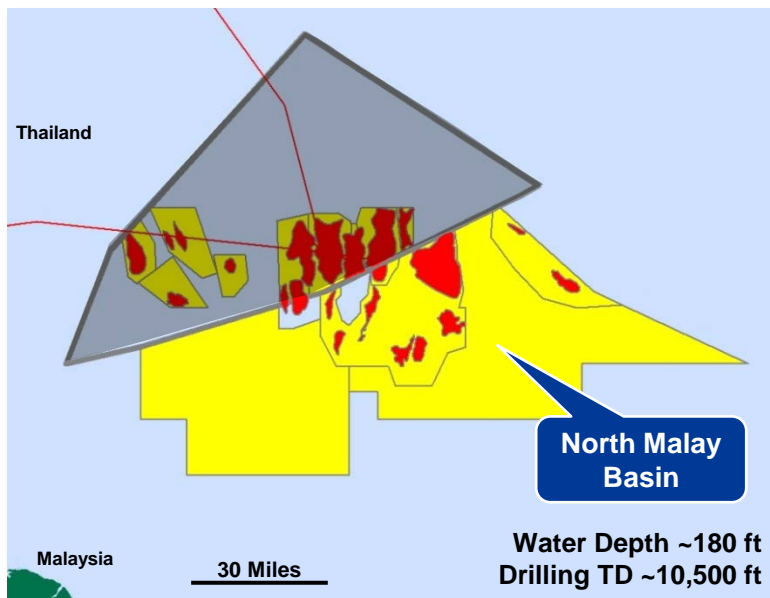 Thailand
North Malay
Basin
Water Depth ~180 ft
Drilling TD ~10,500 ft
Malaysia
30 Miles